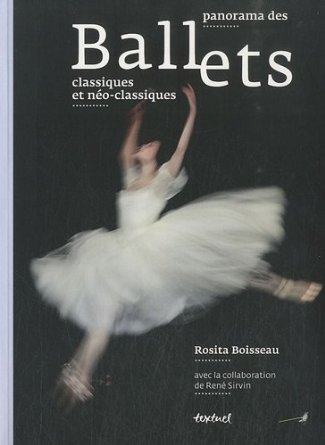 panorama des
Ballets
classiques
et néo-classiques
Rosita Boisseau
avec la collaboration
de René Sirvin
textuel